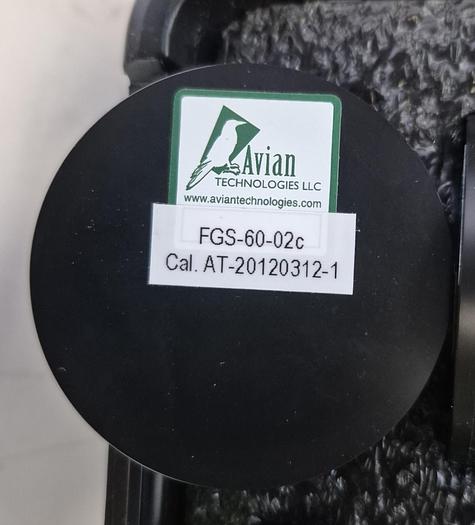 Avian
TECHNOLOGIES LLC
www.aviantechnologies.com
FGS-60-02c
Cal. AT-20120312-1